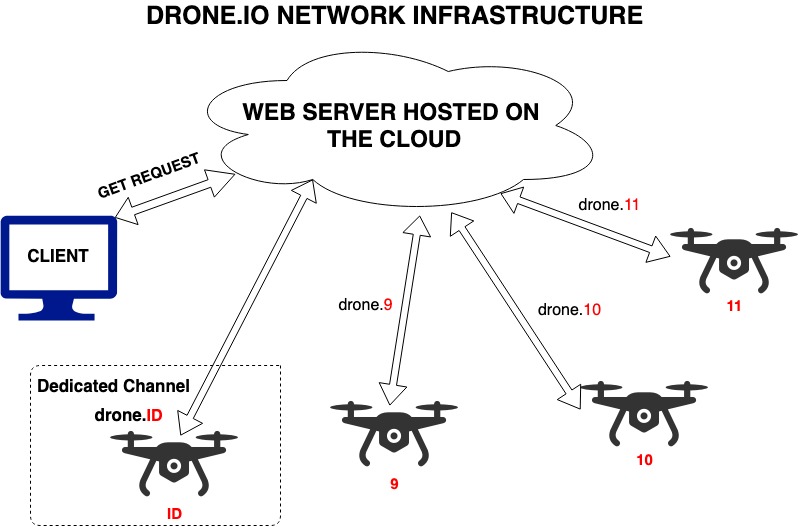 DRONE.IO NETWORK INFRASTRUCTURE
WEB SERVER HOSTED ON
THE CLOUD
GET REQUEST
CLIENT
drone.11
11
drone.9
drone.10
Dedicated Channel
drone.ID
ID
9
10